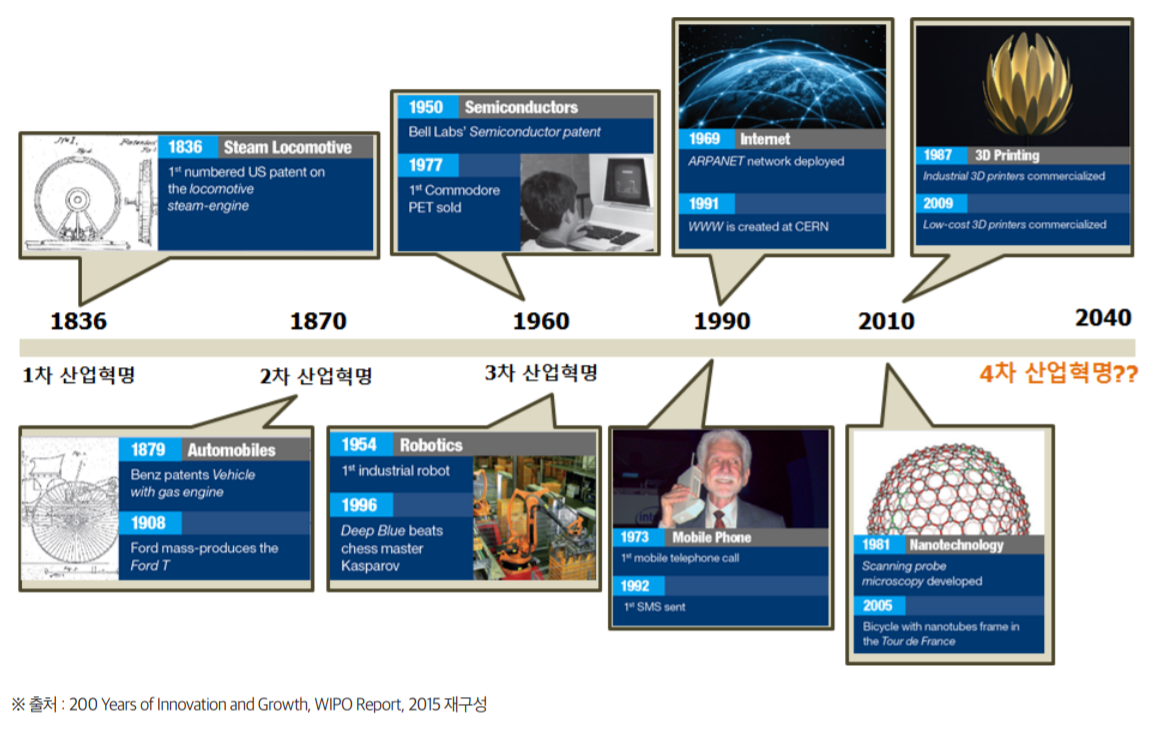 1836 Steam Locomotive
1st numbered US patent on
the locomotive
steam-engine
1950 Semiconductors
Bell Labs' Semiconductor patent
1977
1st Commodore
PET sold
1969 Internet
ARPANET network deployed
1991
WWW is created at CERN
1987 3D Printing
Industrial 3D printers commercialized
2009
Low-cost 3D printers commercialized
1836 1870 1960 1990 2010 2040
1차 산업혁명 2차 산업혁명 3차 산업혁명 4차 산업혁명??
1879 Automobiles
Benz patents Vehicle
with gas engine
1908
Ford mass-produces the
Ford T
1954 Robotics
1st industrial robot
1996
Deep Blue beats
chess master
Kasparov
intel
1973 Mobile Phone
1st mobile telephone call
1992
1st SMS sent
1981 Nanotechnology
Scanning probe
microscopy developed
2005
Bicycle with nanotubes frame in
the Tour de France
※ 출처 : 200 Years of Innovation and Growth, WIPO Report, 2015 재구성